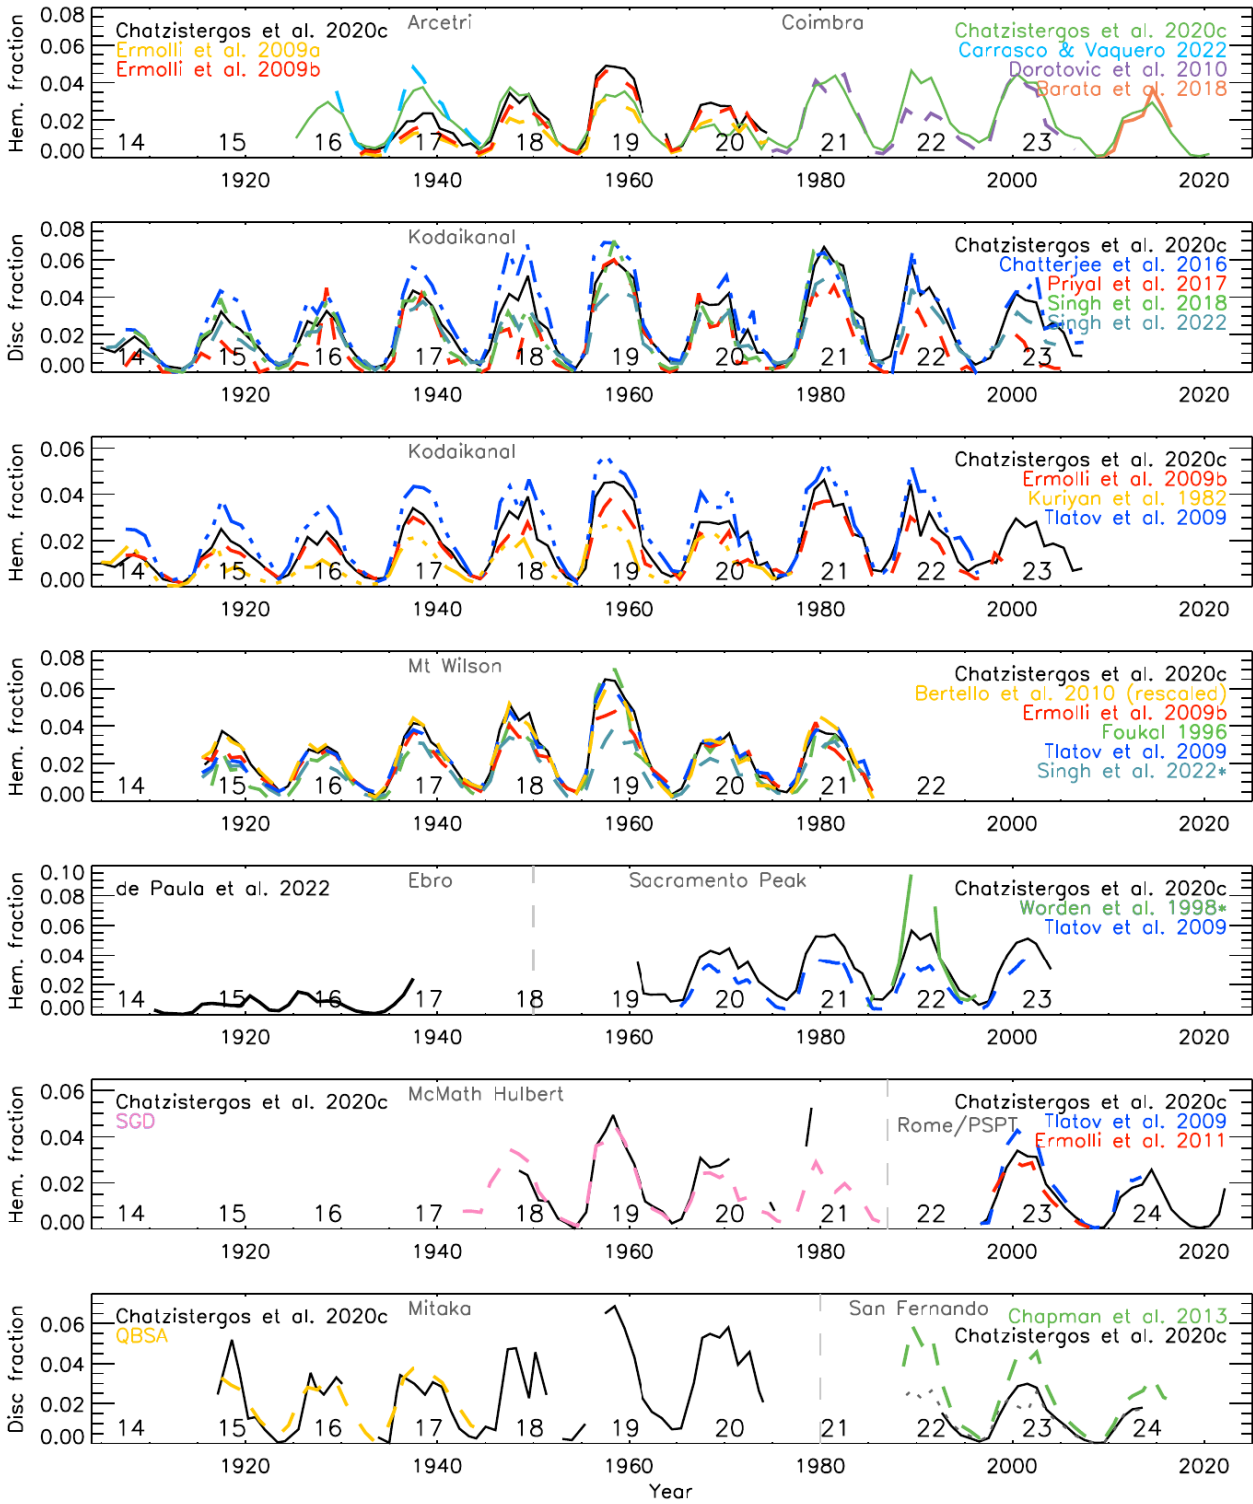 Arcetri
Coimbra
Chatzistergos et al. 2020c
Ermolli et al. 2009a
Ermolli et al. 2009b
Chatzistergos et al. 2020c
Carrasco & Vaquero 2022
Dorotovic et al. 2010
Barata et al. 2018
Hem. fraction
0.08
0.06
0.04
0.02
0.00
14 15 16 17 18 19 20 21 22 23
1920 1940 1960 1980 2000 2020
Kodaikanal
Chatzistergos et al. 2020c
Chatterjee et al. 2016
Priyal et al. 2017
Singh et al. 2018
Singh et al. 2022
Disc fraction
0.08
0.06
0.04
0.02
0.00
14 15 16 17 18 19 20 21 22 23
1920 1940 1960 1980 2000 2020
Kodaikanal
Chatzistergos et al. 2020c
Ermolli et al. 2009b
Kuriyan et al. 1982
Tlatov et al. 2009
Hem. fraction
0.06
0.04
0.02
0.00
14 15 16 17 18 19 20 21 22 23
1920 1940 1960 1980 2000 2020
Mt Wilson
Chatzistergos et al. 2020c
Bertello et al. 2010 (rescaled)
Ermolli et al. 2009b
Foukal 1996
Tlatov et al. 2009
Singh et al. 2022*
Hem. fraction
0.08
0.06
0.04
0.02
0.00
14 15 16 17 18 19 20 21 22
1920 1940 1960 1980 2000 2020
de Paula et al. 2022
Ebro
Sacramento Peak
Chatzistergos et al. 2020c
Worden et al. 1998*
Tlatov et al. 2009
Hem. fraction
0.10
0.08
0.06
0.04
0.02
0.00
14 15 16 17 18 19 20 21 22 23
1920 1940 1960 1980 2000 2020
McMath Hulbert
Chatzistergos et al. 2020c
SGD
Rome/PSPT
Chatzistergos et al. 2020c
Tlatov et al. 2009
Ermolli et al. 2011
Hem. fraction
0.06
0.04
0.02
0.00
14 15 16 17 18 19 20 21 22 23 24
1920 1940 1960 1980 2000 2020
Mitaka
Chatzistergos et al. 2020c
QBSA
San Fernando
Chapman et al. 2013
Chatzistergos et al. 2020c
Disc fraction
0.06
0.04
0.02
0.00
14 15 16 17 18 19 20 21 22 23 24
1920 1940 1960 1980 2000 2020
Year